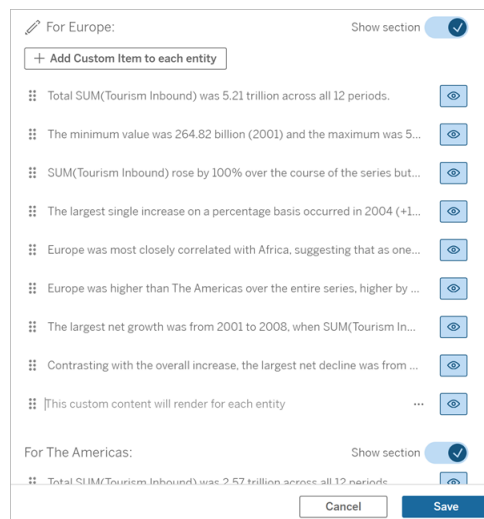 For Europe:
Show section
+ Add Custom Item to each entity
Total SUM(Tourism Inbound) was 5.21 trillion across all 12 periods.
The minimum value was 264.82 billion (2001) and the maximum was 5...
SUM(Tourism Inbound) rose by 100% over the course of the series but...
The largest single increase on a percentage basis occurred in 2004 (+1...
Europe was most closely correlated with Africa, suggesting that as one...
Europe was higher than The Americas over the entire series, higher by ...
The largest net growth was from 2001 to 2008, when SUM(Tourism In...
Contrasting with the overall increase, the largest net decline was from ...
This custom content will render for each entity
...
For The Americas:
Show section
Total SUM(Tourism Inbound) was 2.57 trillion across all 12 periods.
Cancel
Save